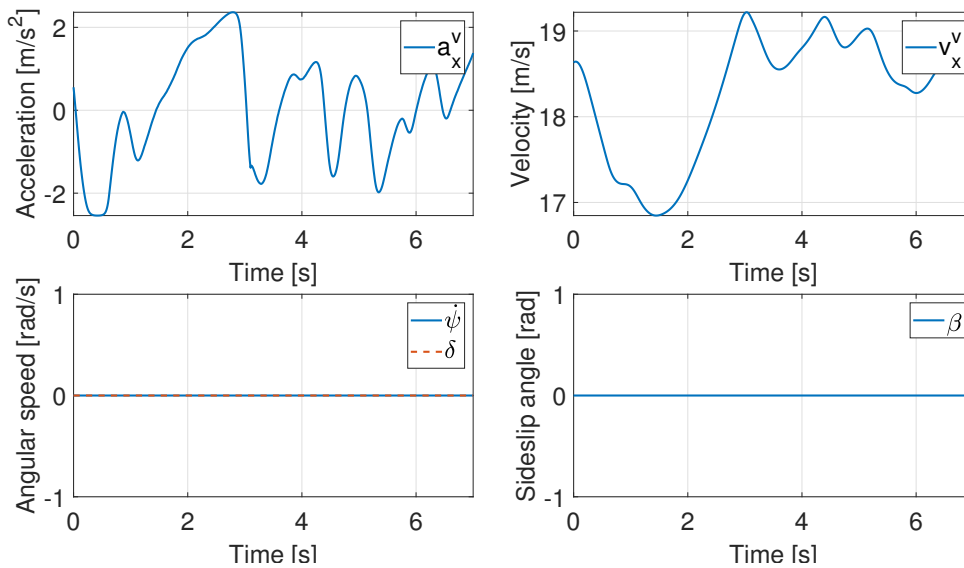 Acceleration [m/s²]
2
0
-2
a_x^v
0 2 4 6
Time [s]
Velocity [m/s]
19
18
17
v_x^v
0 2 4 6
Time [s]
Angular speed [rad/s]
1
0
-1
ψ̇
δ
0 2 4 6
Time [s]
Sideslip angle [rad]
1
0
-1
β
0 2 4 6
Time [s]